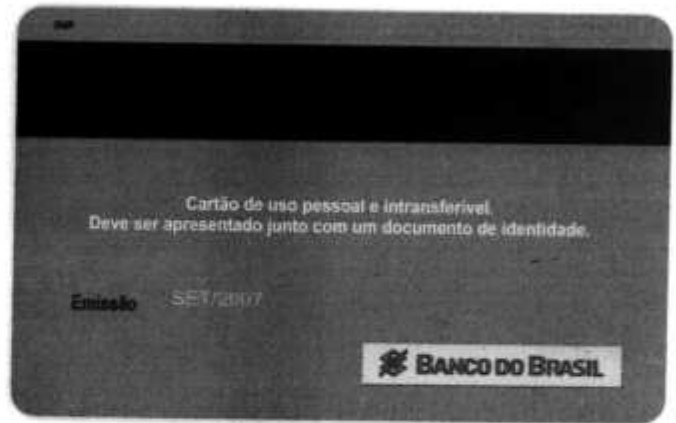 Cartão de uso pessoal e intransferível.
Deve ser apresentado junto com um documento de identidade.
Emissão SET/2007
BANCO DO BRASIL